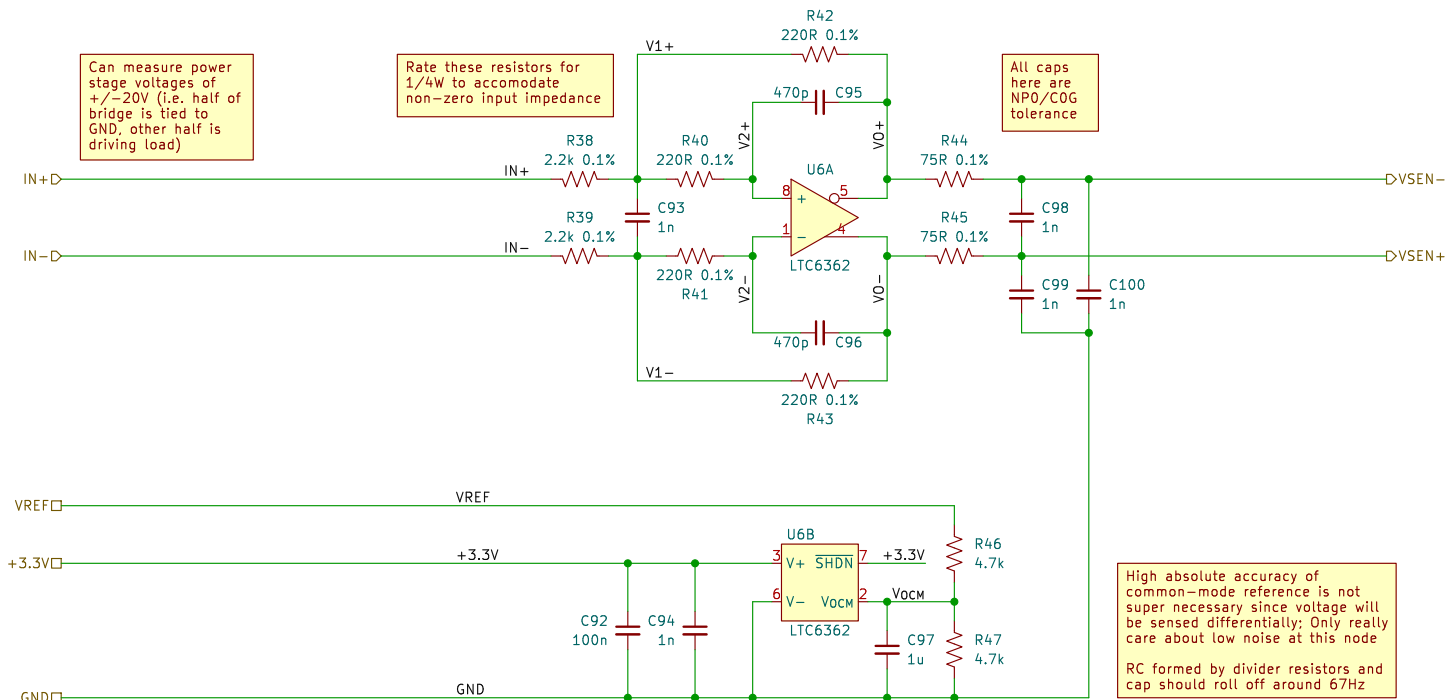 R42
220R 0.1%
V1+
Can measure power
stage voltages of
+/-20V (i.e. half of
bridge is tied to
GND, other half is
driving load)
Rate these resistors for
1/4W to accomodate
non-zero input impedance
470p C95
All caps
here are
NP0/C0G
tolerance
V2+
VO+
R38
2.2k 0.1%
R40
220R 0.1%
R44
75R 0.1%
U6A
IN+
IN+
VSEN-
8
+
5
C93
1n
C98
1n
R39
2.2k 0.1%
1
-
4
R45
75R 0.1%
IN-
IN-
LTC6362
VSEN+
220R 0.1%
R41
V2-
VO-
C99
1n
C100
1n
470p C96
V1-
220R 0.1%
R43
VREF
VREF
U6B
R46
4.7k
+3.3V
+3.3V
3 V+ SHDN 7
+3.3V
6 V- VOCM 2
VOCM
LTC6362
C92
100n
C94
1n
C97
1u
R47
4.7k
High absolute accuracy of
common-mode reference is not
super necessary since voltage will
be sensed differentially; Only really
care about low noise at this node
RC formed by divider resistors and
cap should roll off around 67Hz
GND
GND